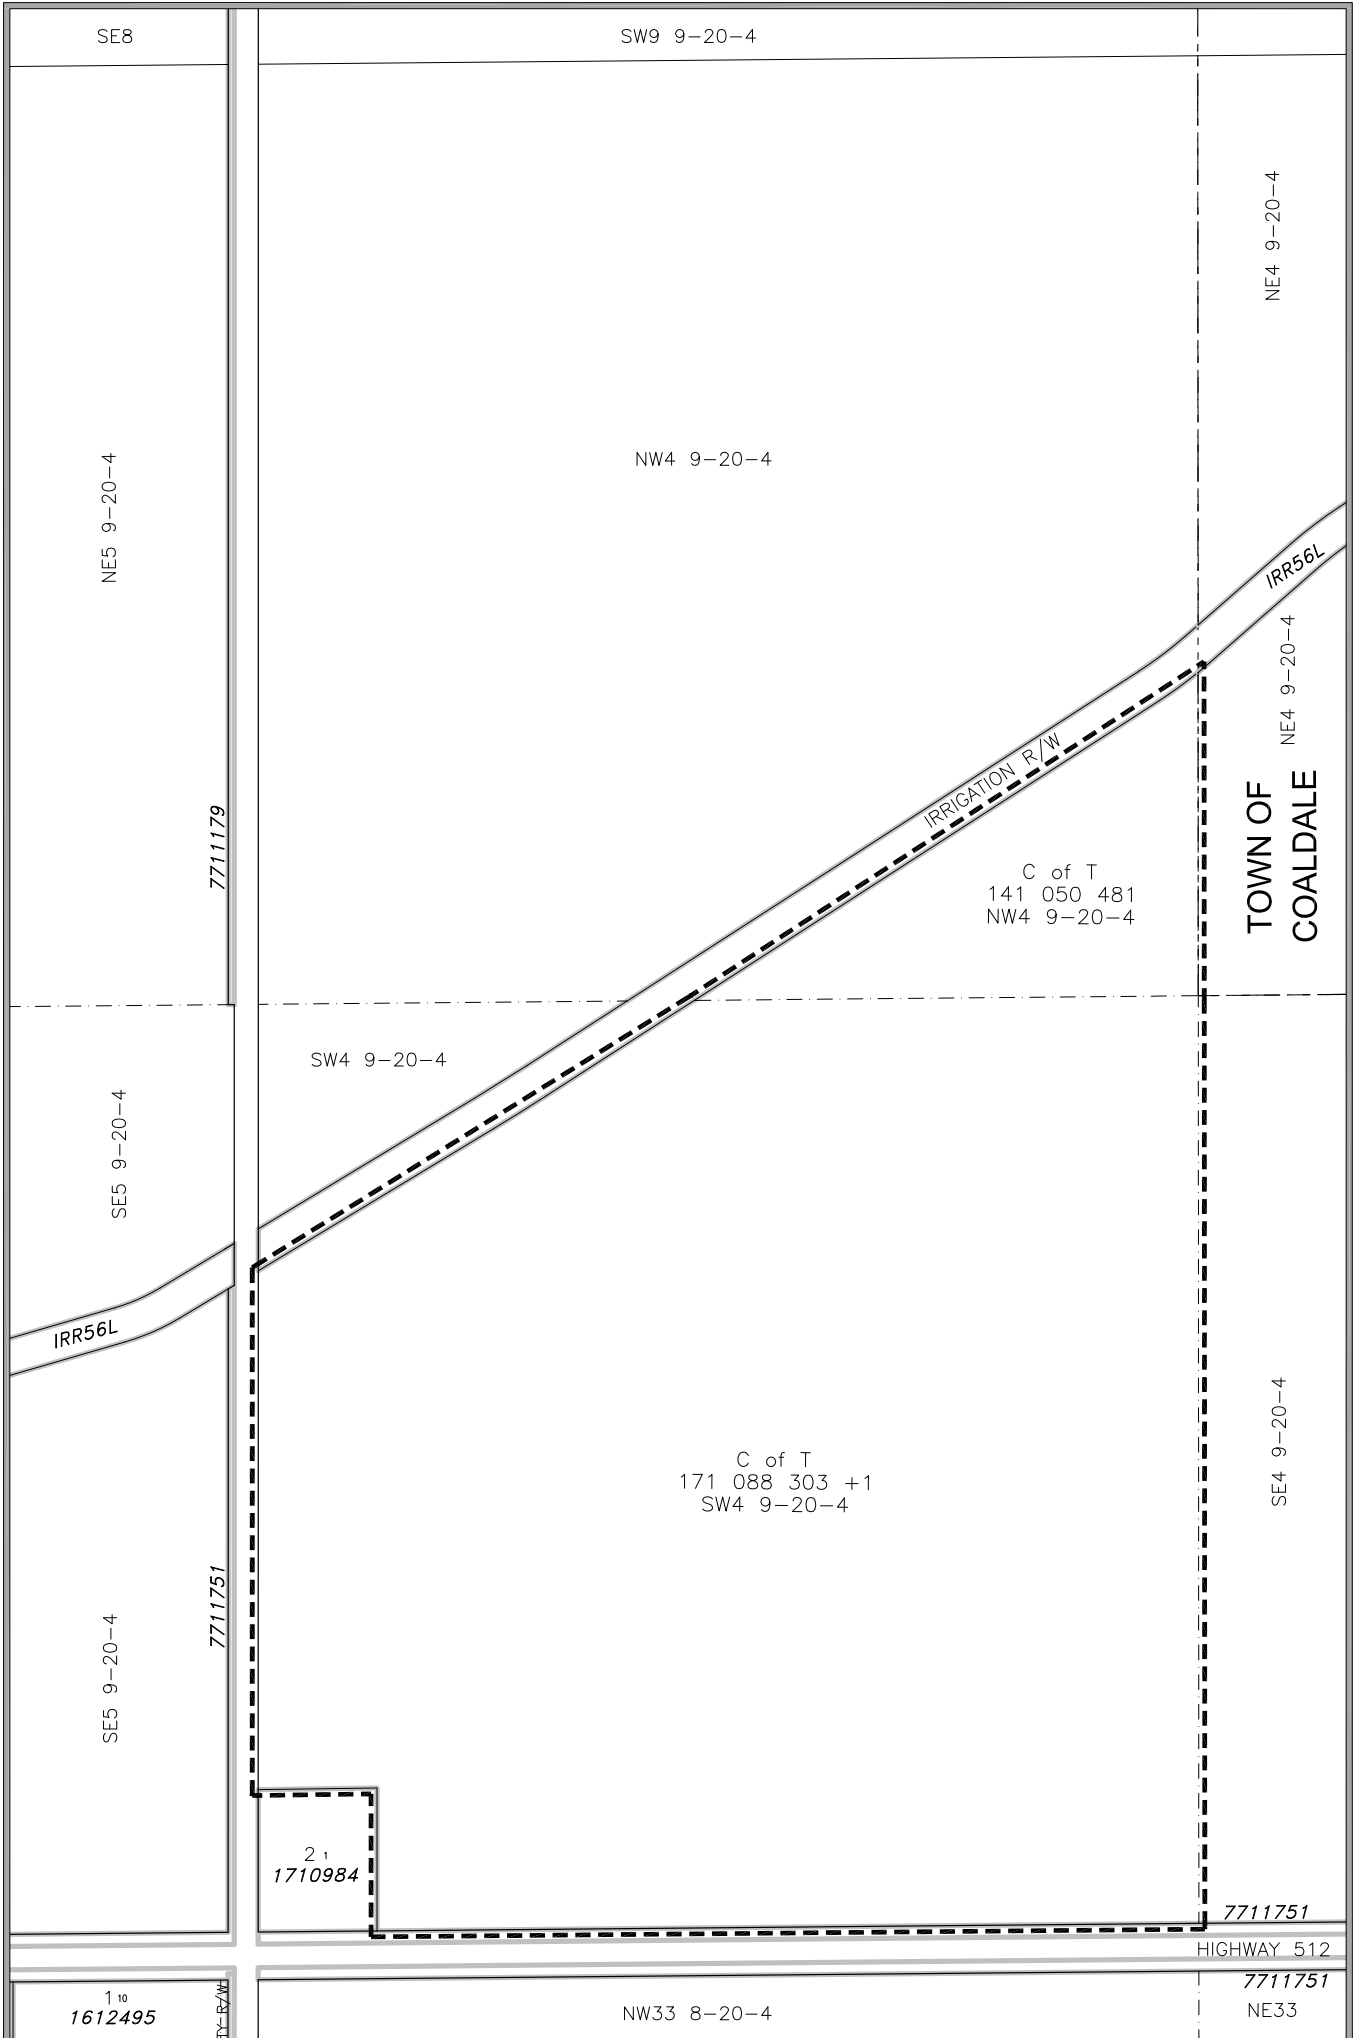 SE8
SW9 9-20-4
NE4 9-20-4
NW4 9-20-4
NE5 9-20-4
IRR56L
NE4 9-20-4
IRRIGATION R/W
7711179
TOWN OF
COALDALE
C of T
141 050 481
NW4 9-20-4
SW4 9-20-4
SE5 9-20-4
IRR56L
SE4 9-20-4
C of T
171 088 303 +1
SW4 9-20-4
7711751
SE5 9-20-4
2 1
1710984
7711751
HIGHWAY 512
7711751
1 10
1612495
R/W
NW33 8-20-4
NE33